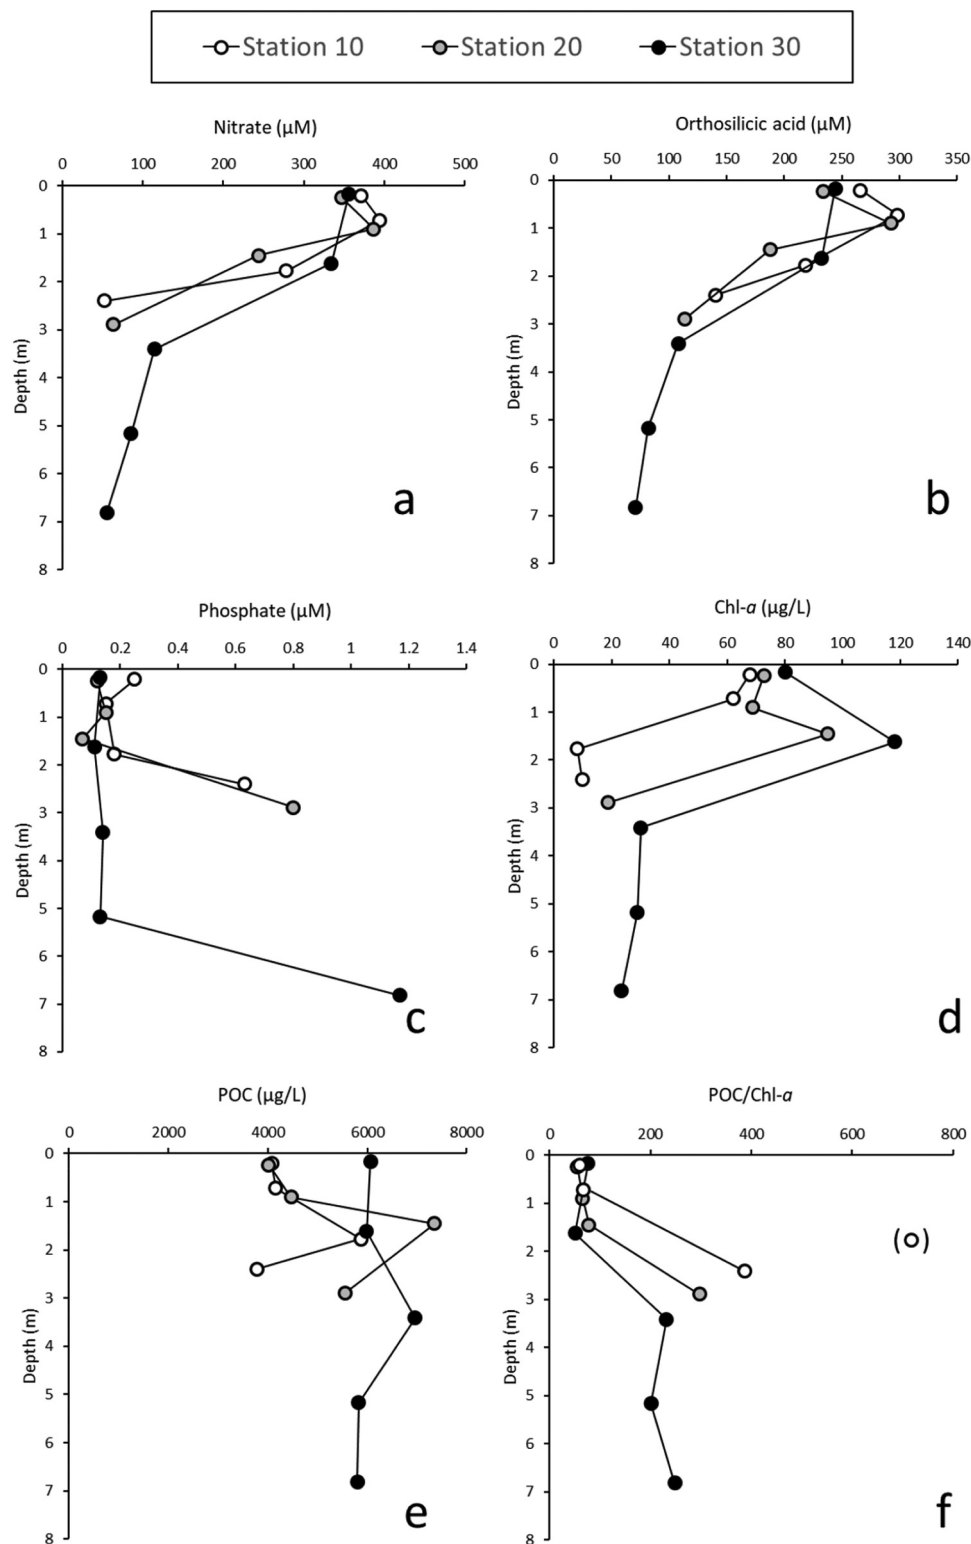 Station 10 Station 20 Station 30
Nitrate (µM)
0 100 200 300 400 500
0
1
2
3
4
5
6
7
8
Depth (m)
a
Orthosilicic acid (µM)
0 50 100 150 200 250 300 350
0
1
2
3
4
5
6
7
8
Depth (m)
b
Phosphate (µM)
0 0.2 0.4 0.6 0.8 1 1.2 1.4
0
1
2
3
4
5
6
7
8
Depth (m)
c
Chl-a (µg/L)
0 20 40 60 80 100 120 140
0
1
2
3
4
5
6
7
8
Depth (m)
d
POC (µg/L)
0 2000 4000 6000 8000
0
1
2
3
4
5
6
7
8
Depth (m)
e
POC/Chl-a
0 200 400 600 800
0
1
2
3
4
5
6
7
8
Depth (m)
( )
f